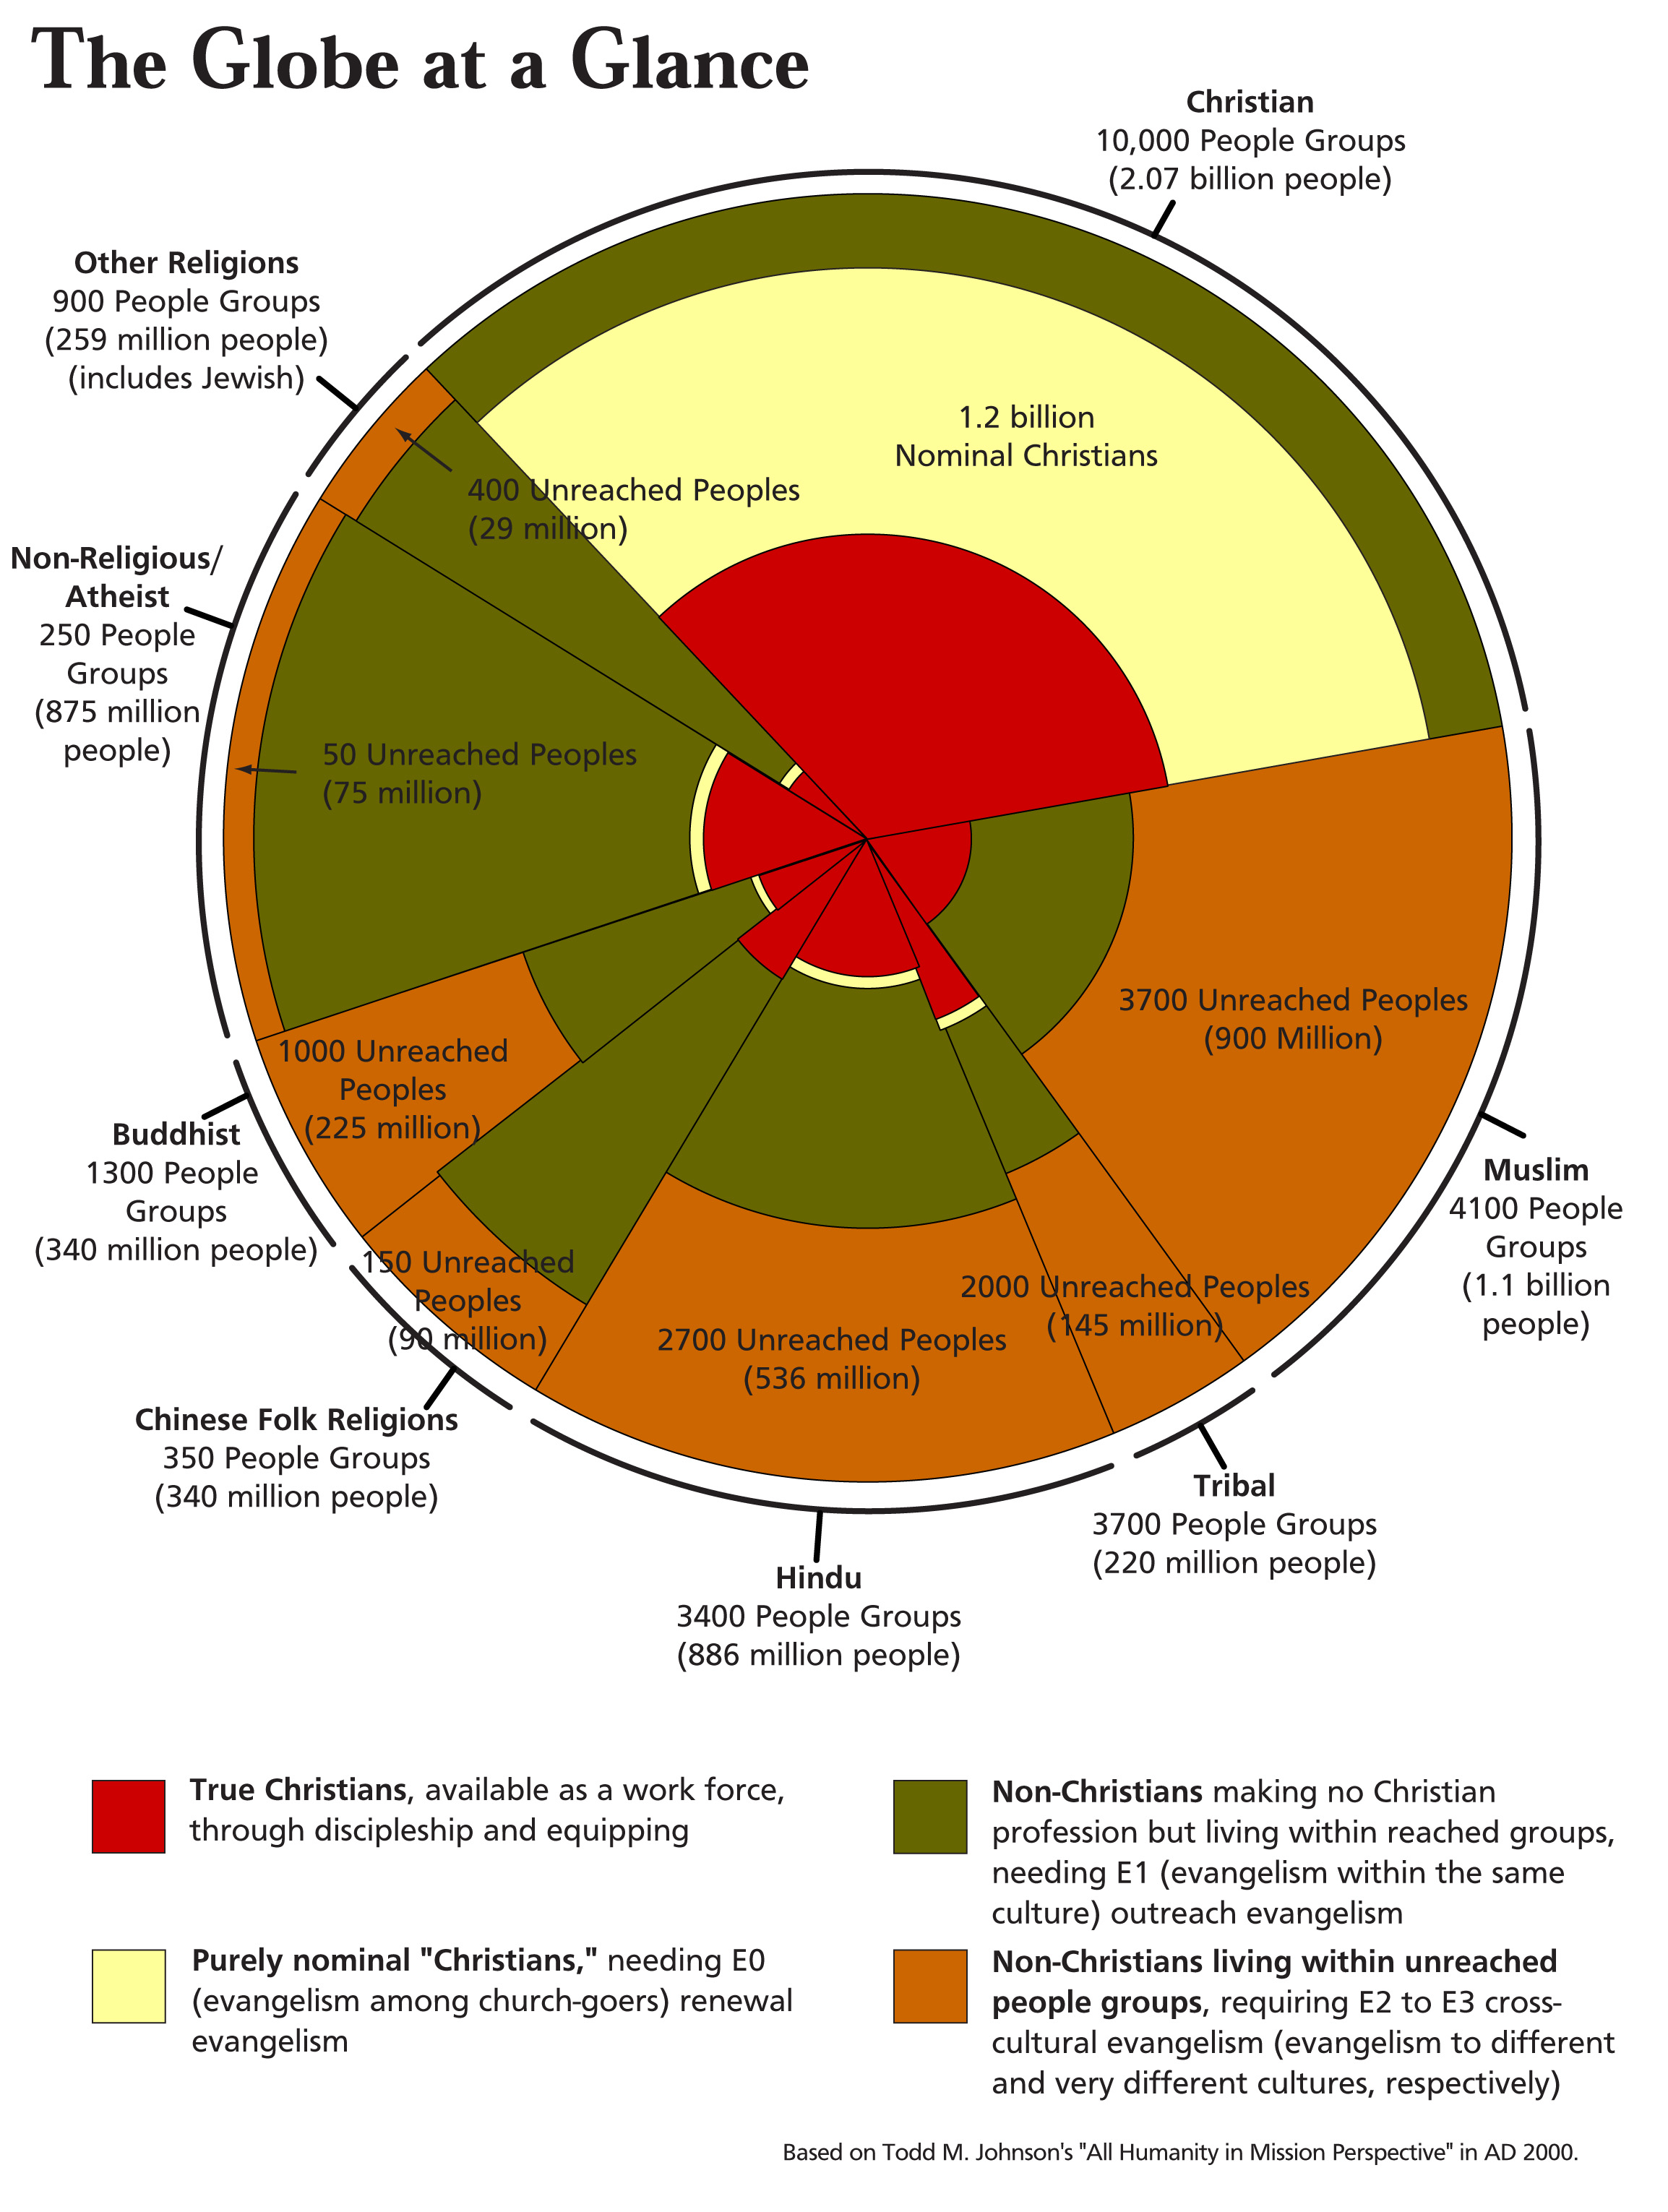 The Globe at a Glance
Christian
10,000 People Groups
(2.07 billion people)
Other Religions
900 People Groups
(259 million people)
(includes Jewish)
1.2 billion
Nominal Christians
400 Unreached Peoples
(29 million)
Non-Religious/
Atheist
250 People
Groups
(875 million
people)
50 Unreached Peoples
(75 million)
3700 Unreached Peoples
(900 Million)
1000 Unreached
Peoples
(225 million)
Buddhist
1300 People
Groups
(340 million people)
Muslim
4100 People
Groups
(1.1 billion
people)
150 Unreached
Peoples
(90 million)
2000 Unreached Peoples
(145 million)
2700 Unreached Peoples
(536 million)
Chinese Folk Religions
350 People Groups
(340 million people)
Tribal
3700 People Groups
(220 million people)
Hindu
3400 People Groups
(886 million people)
True Christians, available as a work force,
through discipleship and equipping
Non-Christians making no Christian
profession but living within reached groups,
needing E1 (evangelism within the same
culture) outreach evangelism
Purely nominal "Christians," needing E0
(evangelism among church-goers) renewal
evangelism
Non-Christians living within unreached
people groups, requiring E2 to E3 cross-
cultural evangelism (evangelism to different
and very different cultures, respectively)
Based on Todd M. Johnson's "All Humanity in Mission Perspective" in AD 2000.